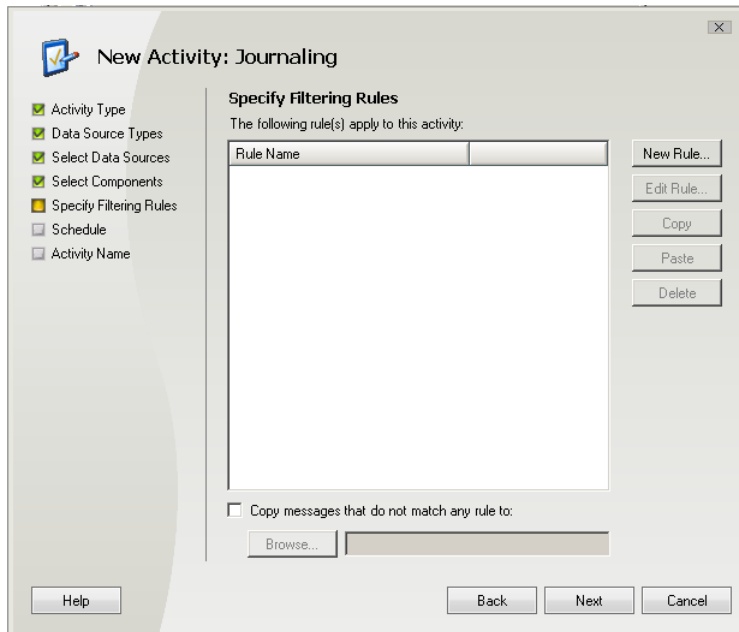 New Activity: Journaling
Activity Type
Data Source Types
Select Data Sources
Select Components
Specify Filtering Rules
Schedule
Activity Name
Specify Filtering Rules
The following rule(s) apply to this activity:
Rule Name
New Rule...
Edit Rule...
Copy
Paste
Delete
Copy messages that do not match any rule to:
Browse...
Help
Back
Next
Cancel